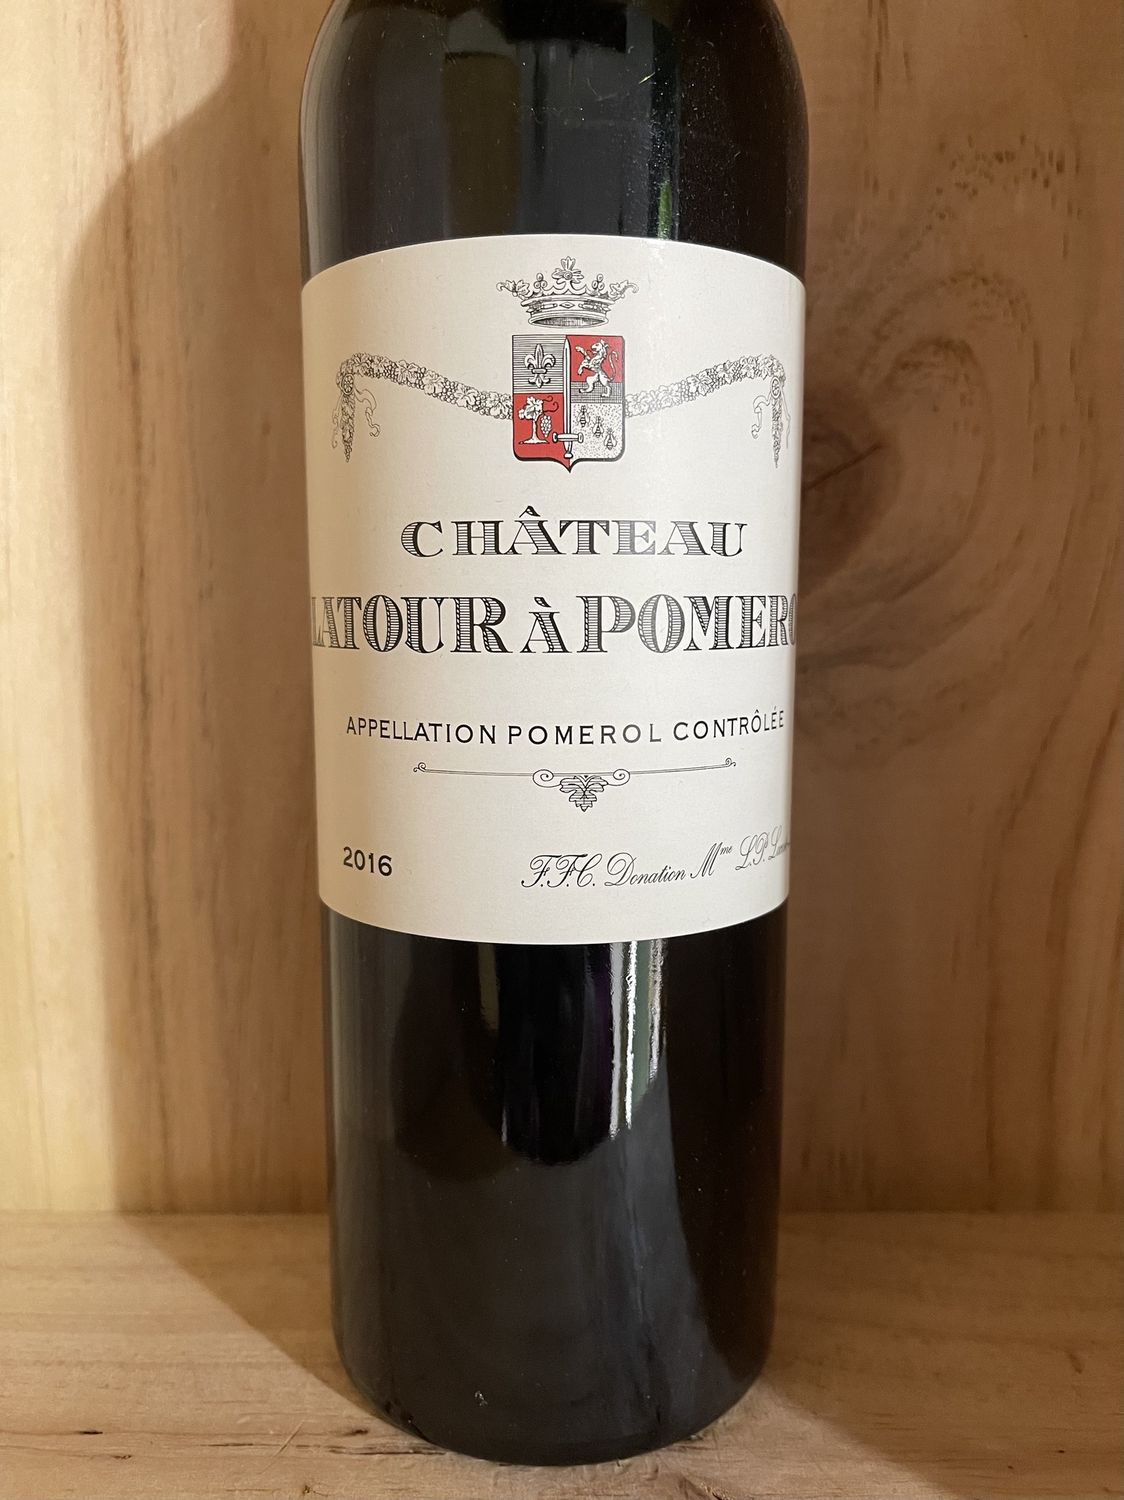 CHÂTEAU
LATOUR À POMERO
APPELLATION POMEROL CONTRÔLÉE
2016
F.F.C. Donation Mme L.P.